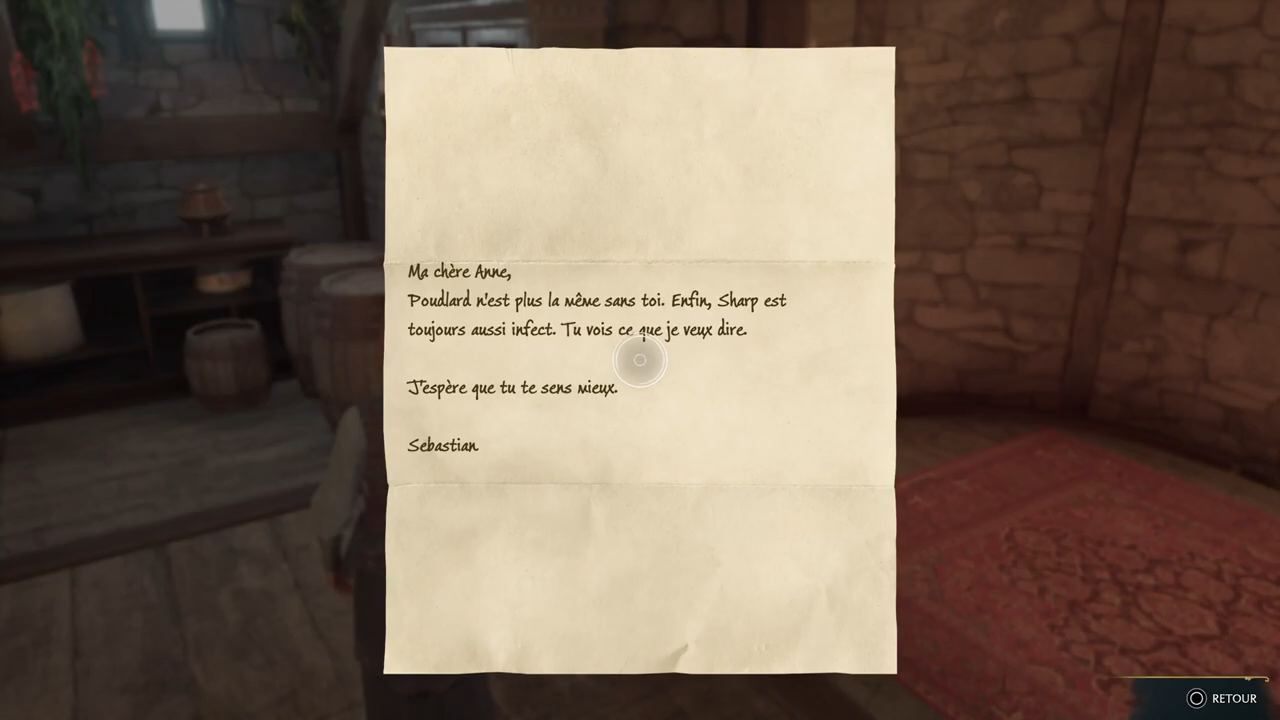 Ma chère Anne,
Poudlard n'est plus la même sans toi. Enfin, Sharp est
toujours aussi infect. Tu vois ce que je veux dire.
J'espère que tu te sens mieux.
Sebastian
RETOUR